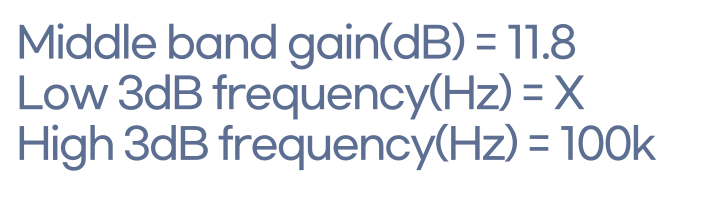 Middle band gain(dB) = 11.8
Low 3dB frequency(Hz) = X
High 3dB frequency(Hz) = 100k